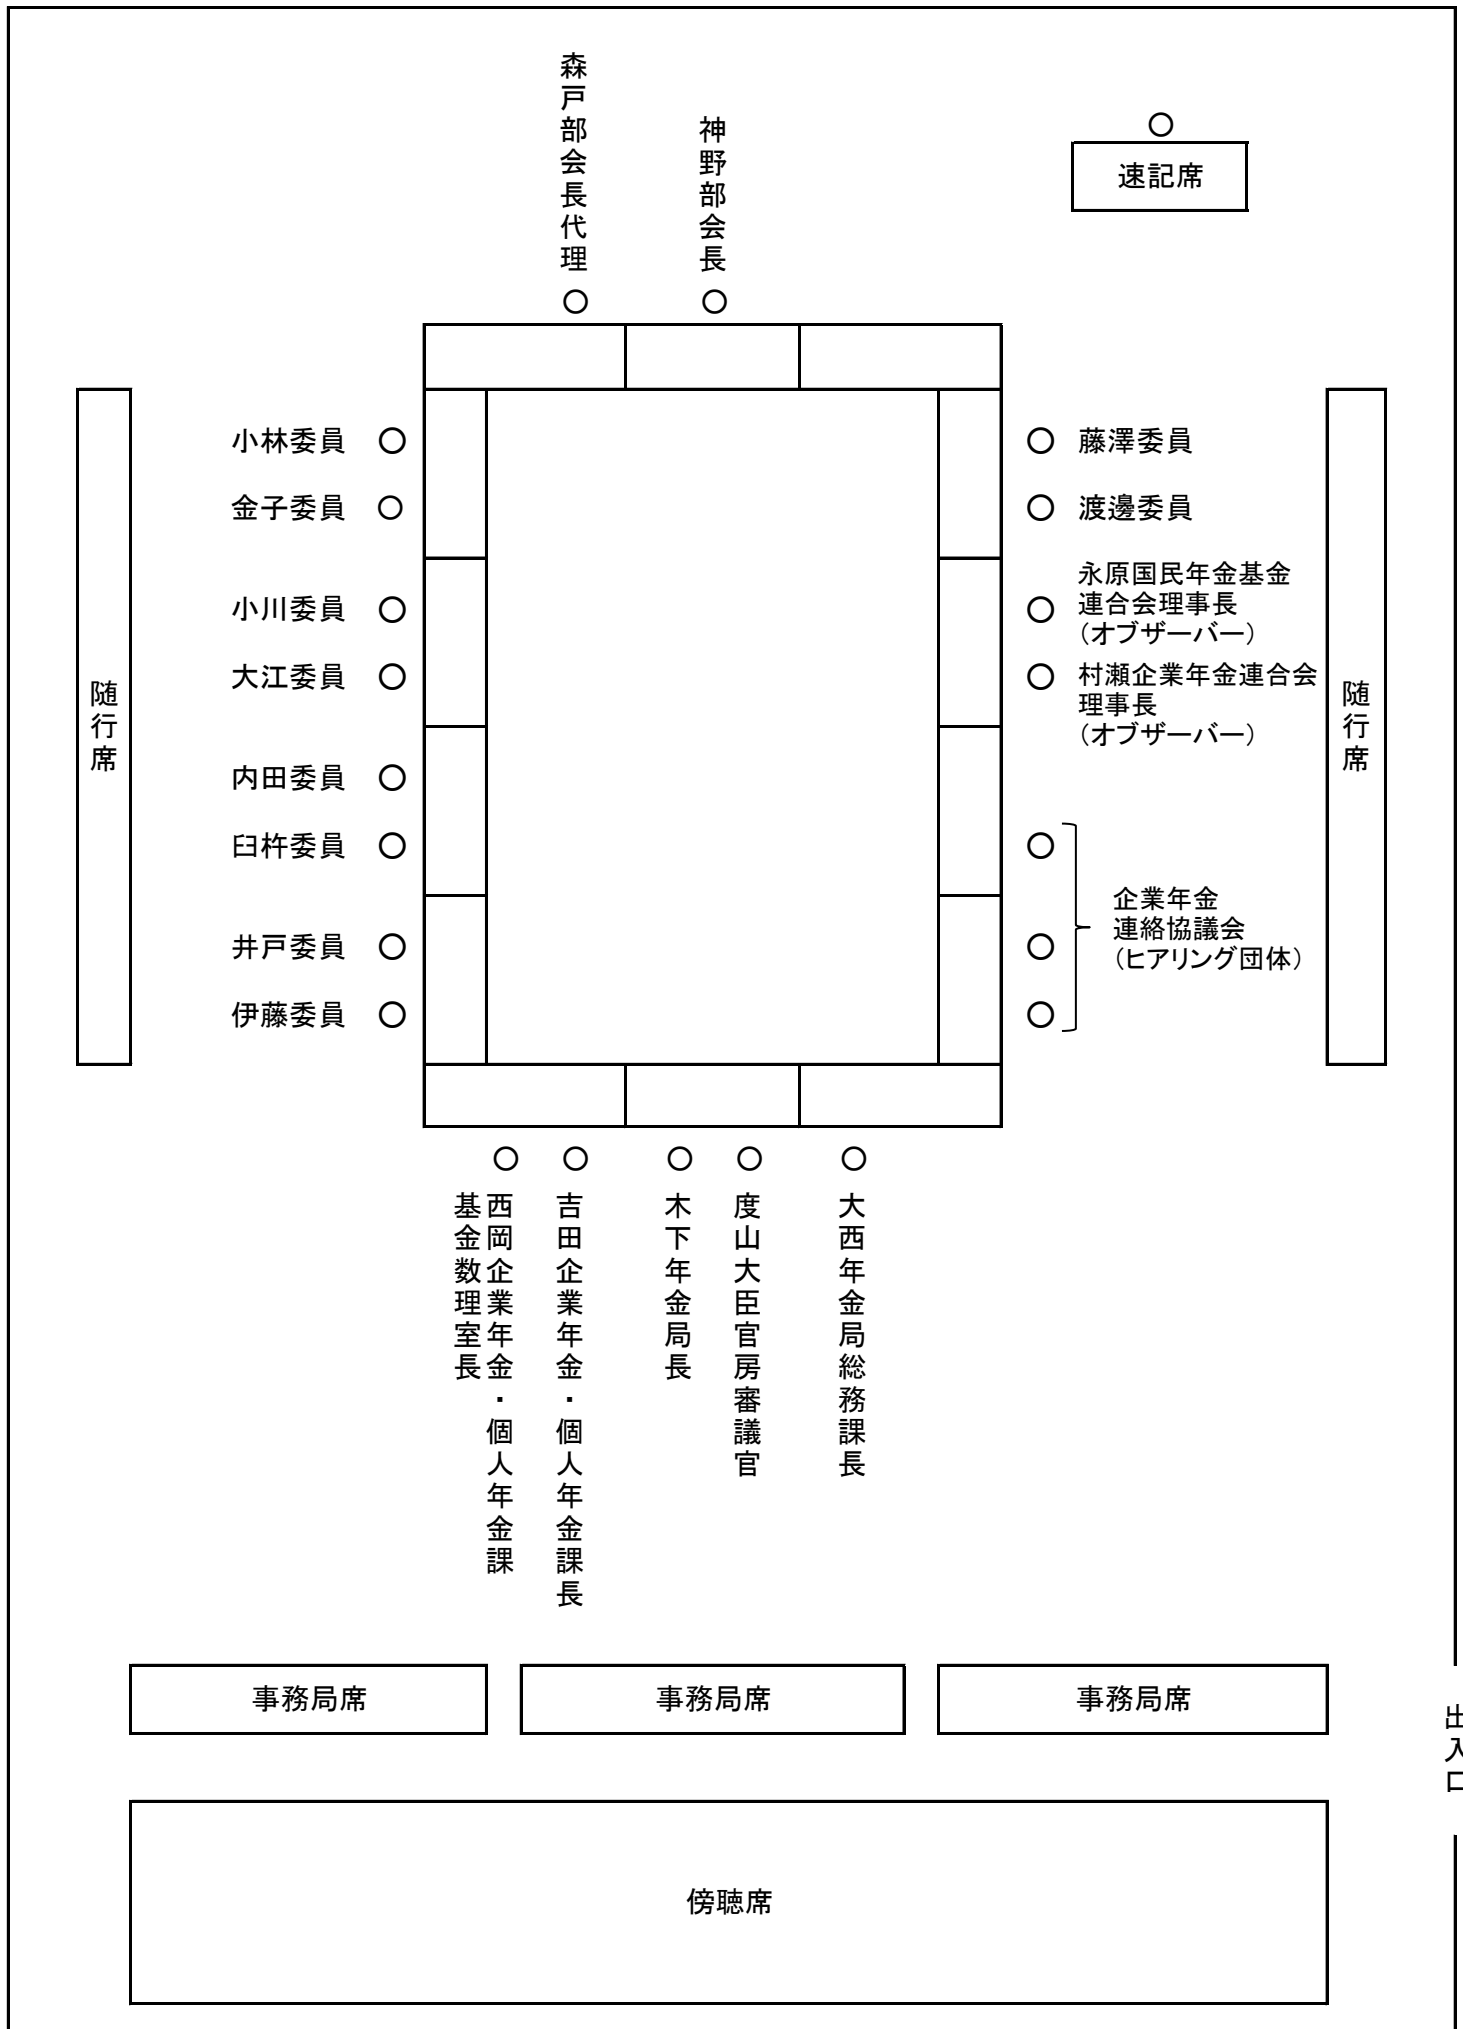 森戸部会長代理
神野部会長
速記席
小林委員
金子委員
小川委員
大江委員
内田委員
臼杵委員
井戸委員
伊藤委員
随行席
藤澤委員
渡邊委員
永原国民年金基金
連合会理事長
（オブザーバー）
村瀬企業年金連合会
理事長
（オブザーバー）
企業年金
連絡協議会
（ヒアリング団体）
随行席
西岡企業年金・個人年金課
基金数理室長
吉田企業年金・個人年金課長
木下年金局長
度山大臣官房審議官
大西年金局総務課長
事務局席
事務局席
事務局席
出入口
傍聴席